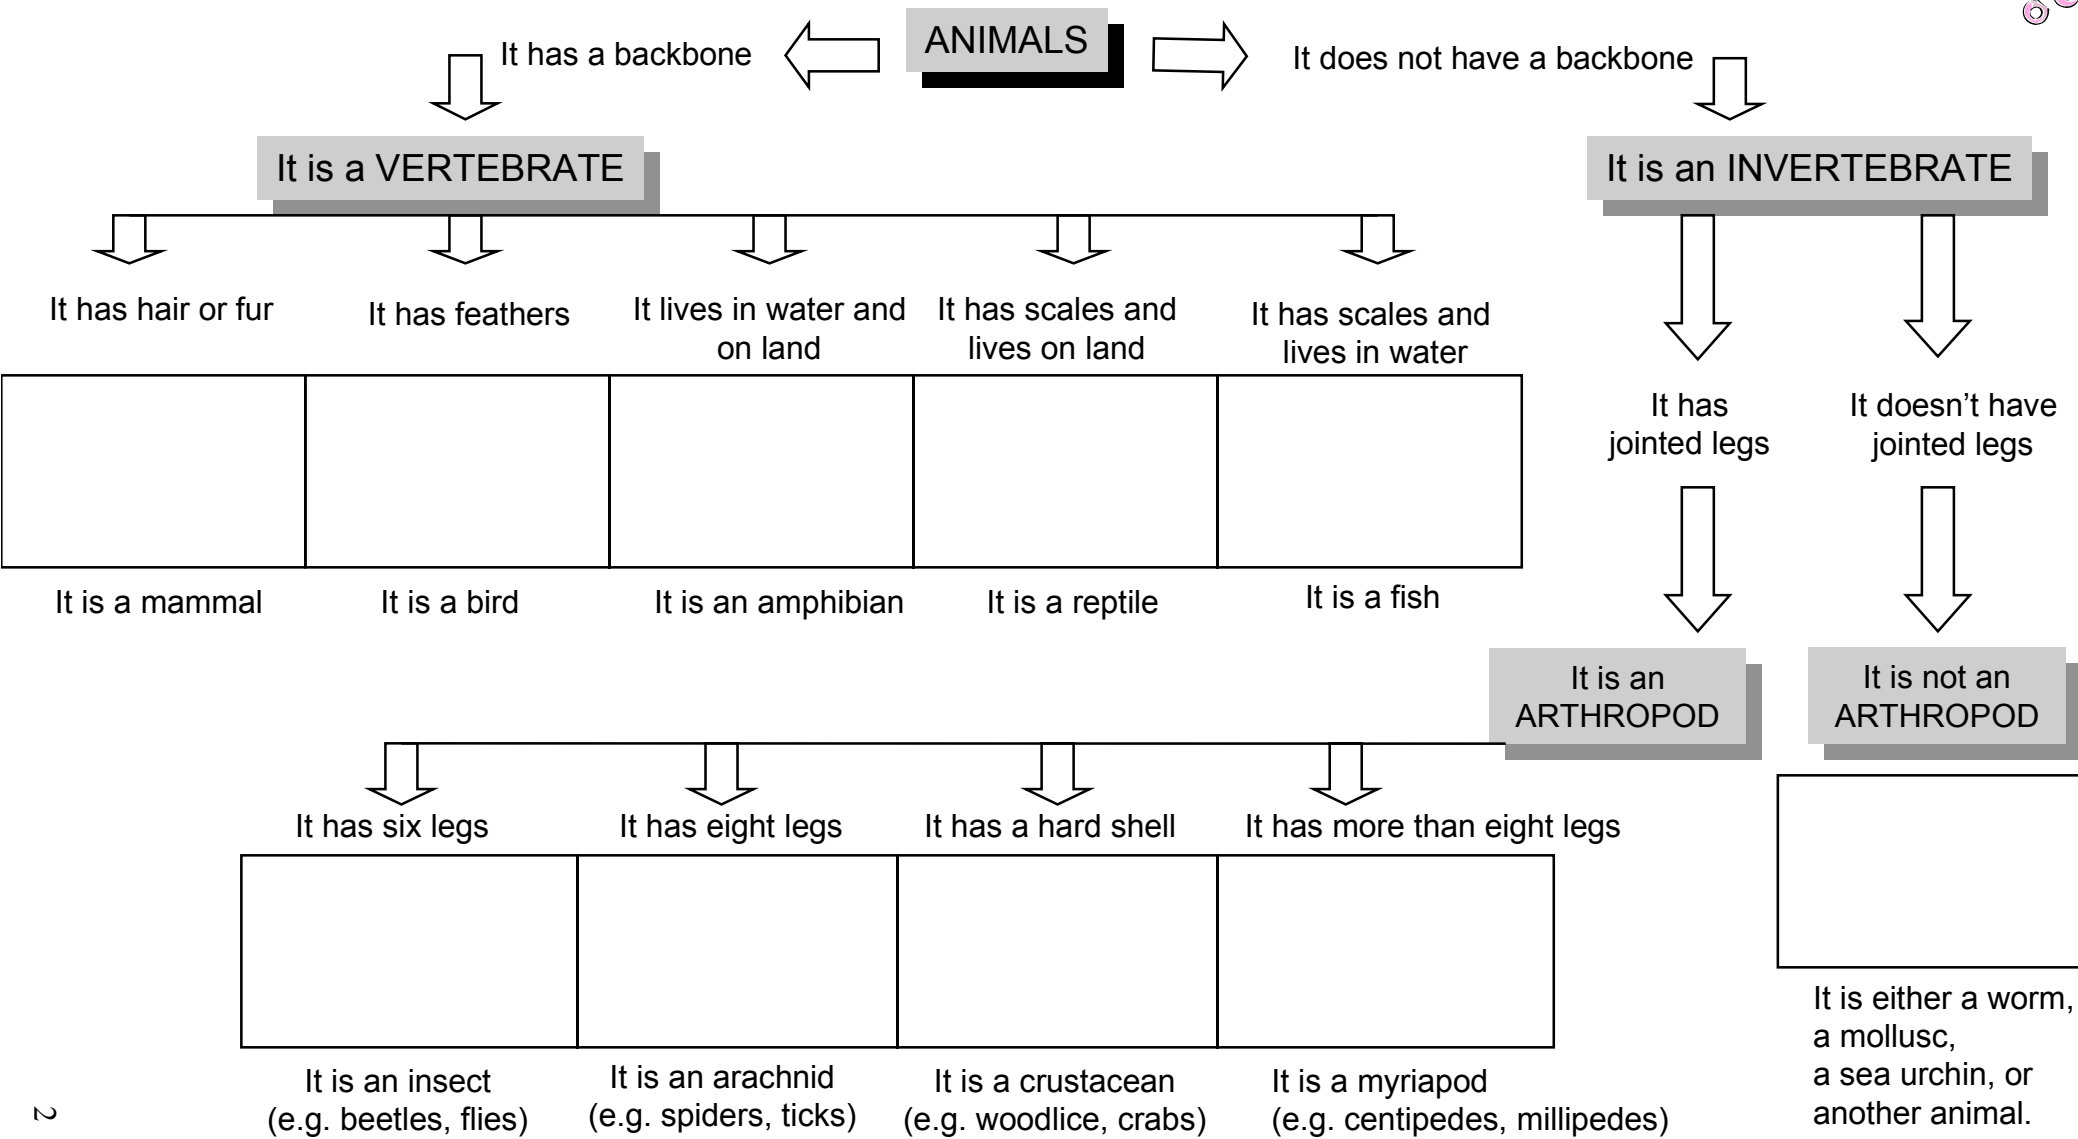 ANIMALS
It has a backbone
It does not have a backbone
It is a VERTEBRATE
It is an INVERTEBRATE
It has hair or fur
It has feathers
It lives in water and
on land
It has scales and
lives on land
It has scales and
lives in water
It has
jointed legs
It doesn't have
jointed legs
It is a mammal
It is a bird
It is an amphibian
It is a reptile
It is a fish
It is an
ARTHROPOD
It is not an
ARTHROPOD
It has six legs
It has eight legs
It has a hard shell
It has more than eight legs
It is an insect
(e.g. beetles, flies)
It is an arachnid
(e.g. spiders, ticks)
It is a crustacean
(e.g. woodlice, crabs)
It is a myriapod
(e.g. centipedes, millipedes)
It is either a worm,
a mollusc,
a sea urchin, or
another animal.
2